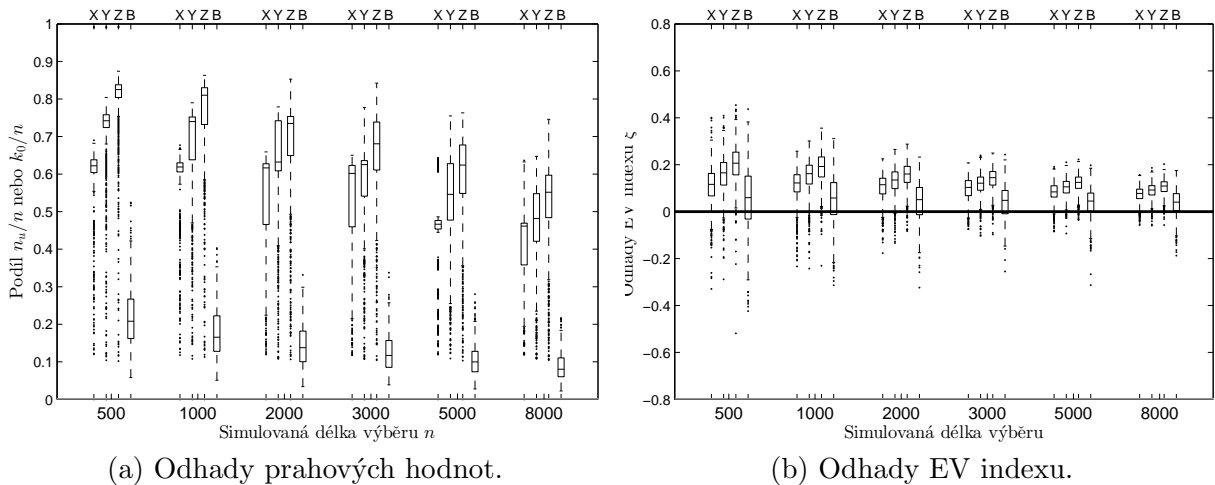 X Y Z B X Y Z B X Y Z B X Y Z B X Y Z B X Y Z B
1
0.9
0.8
0.7
0.6
0.5
0.4
0.3
0.2
0.1
0
Podíl n_u/n nebo k_0/n
500 1000 2000 3000 5000 8000
Simulovaná délka výběru n
(a) Odhady prahových hodnot.
X Y Z B X Y Z B X Y Z B X Y Z B X Y Z B X Y Z B
0.8
0.6
0.4
0.2
0
−0.2
−0.4
−0.6
−0.8
Odhady EV indexu ζ
500 1000 2000 3000 5000 8000
Simulovaná délka výběru
(b) Odhady EV indexu.